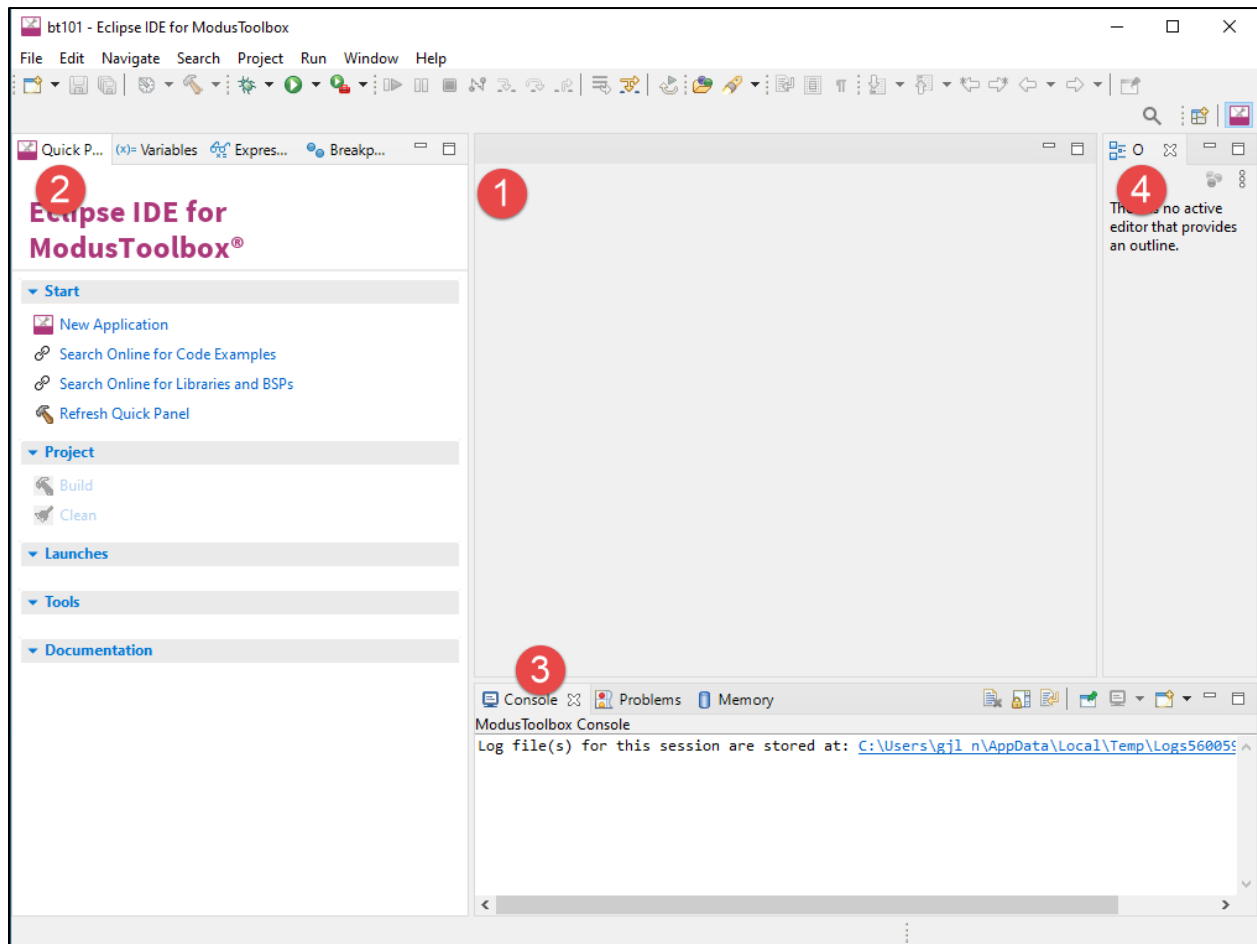 bt101 - Eclipse IDE for ModusToolbox
File Edit Navigate Search Project Run Window Help
Quick P... (x)= Variables Expres... Breakp...
2
Eclipse IDE for
ModusToolbox®
Start
New Application
Search Online for Code Examples
Search Online for Libraries and BSPs
Refresh Quick Panel
Project
Build
Clean
Launches
Tools
Documentation
1
O
4
There is no active
editor that provides
an outline.
3
Console Problems Memory
ModusToolbox Console
Log file(s) for this session are stored at: C:\Users\gjl n\AppData\Local\Temp\Logs560059